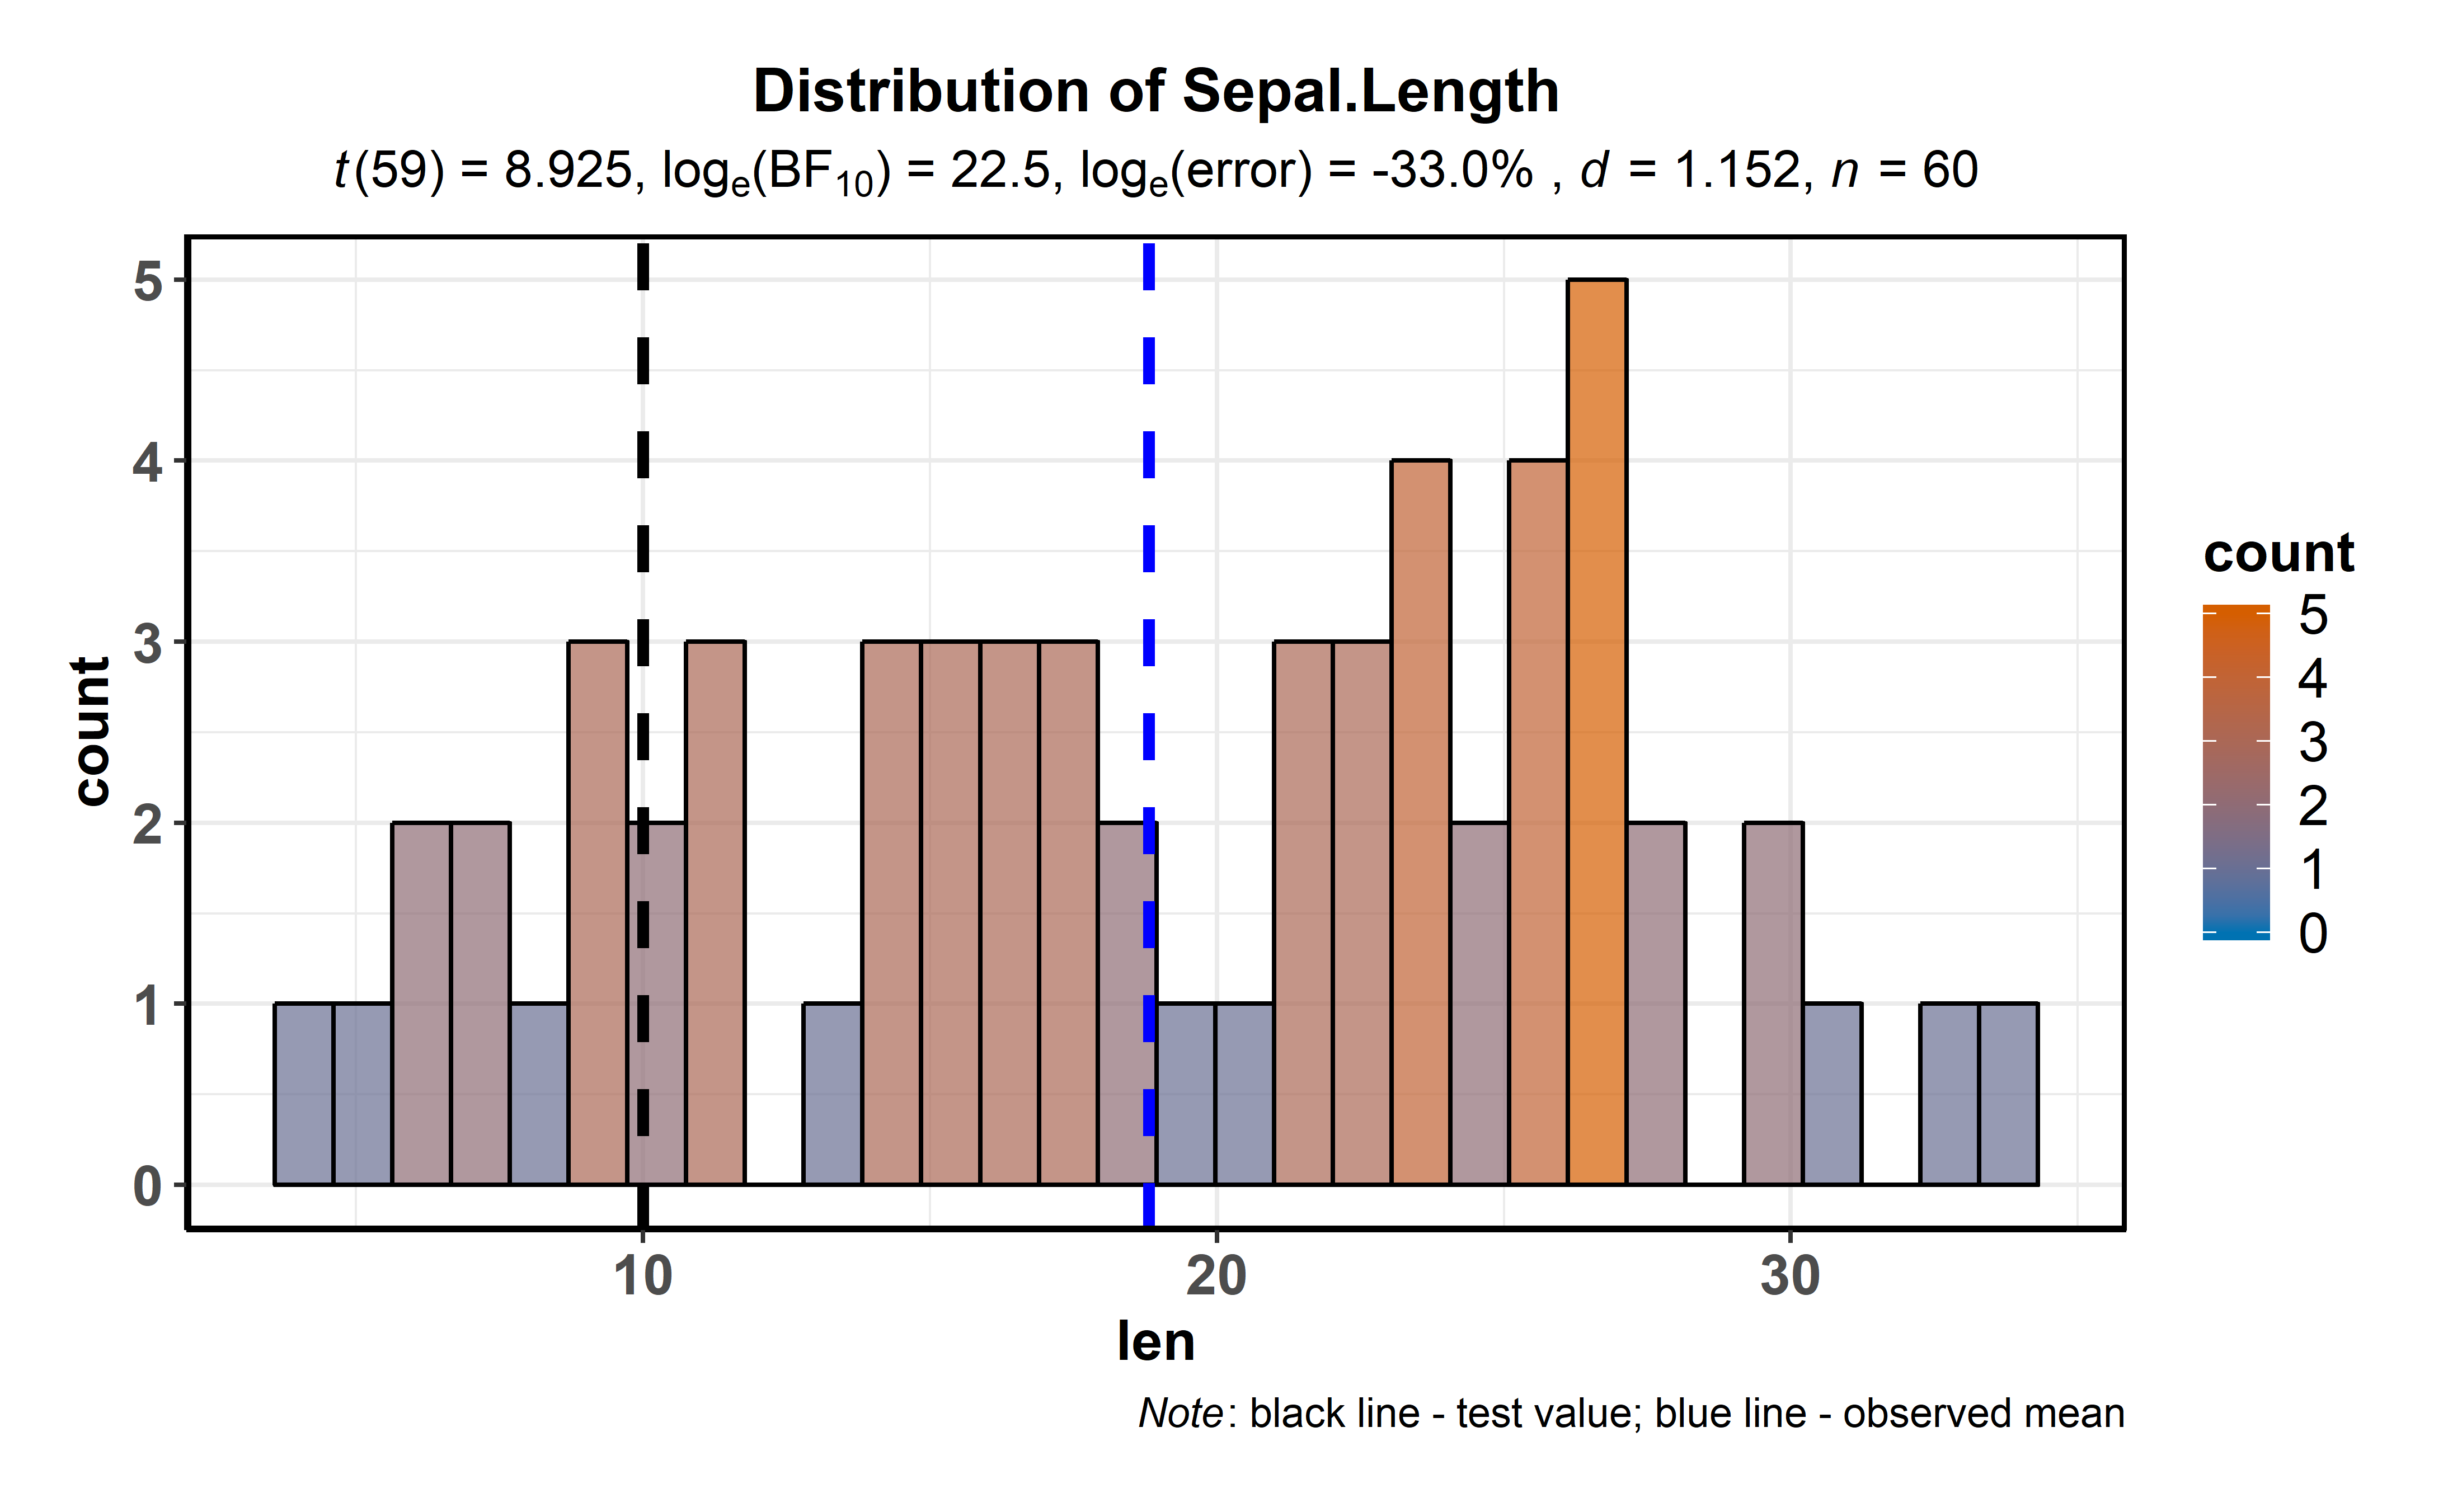 Distribution of Sepal.Length
t(59) = 8.925, logₑ(BF₁₀) = 22.5, logₑ(error) = -33.0% , d = 1.152, n = 60
5
4
3
2
1
0
count
10
20
30
len
Note: black line - test value; blue line - observed mean
count
5
4
3
2
1
0